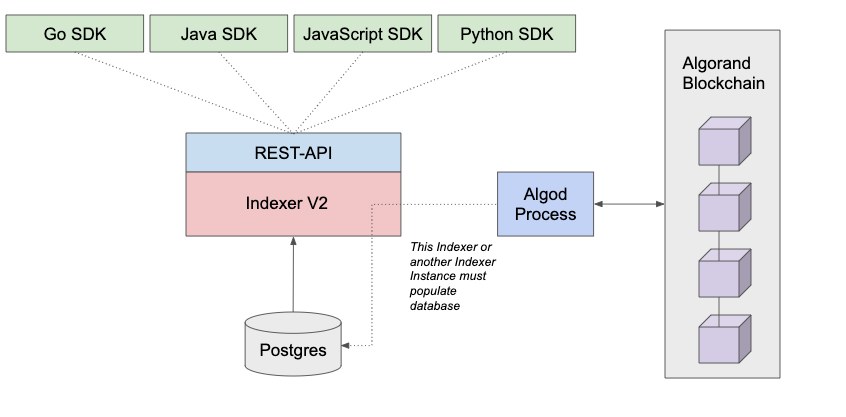 Go SDK
Java SDK
JavaScript SDK
Python SDK
Algorand
Blockchain
REST-API
Indexer V2
Algod
Process
This Indexer or
another Indexer
Instance must
populate
database
Postgres